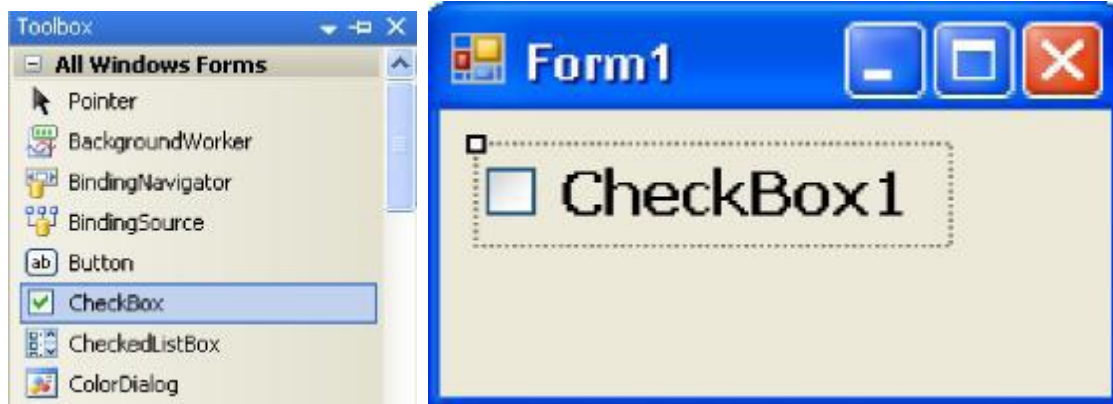 Toolbox
All Windows Forms
Pointer
BackgroundWorker
BindingNavigator
BindingSource
ab Button
CheckBox
CheckedListBox
ColorDialog
Form1
CheckBox1